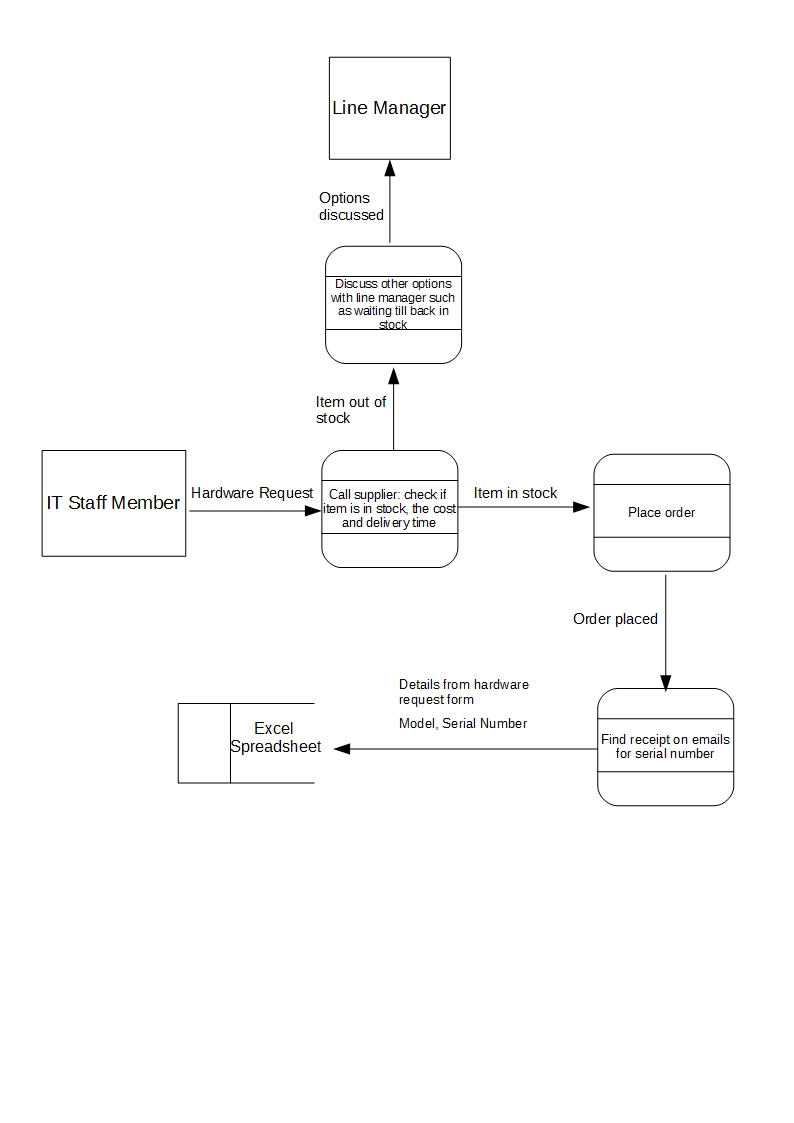 Line Manager
Options
discussed
Discuss other options
with line manager such
as waiting till back in
stock
Item out of
stock
IT Staff Member
Hardware Request
Call supplier: check if
item is in stock, the cost
and delivery time
Item in stock
Place order
Order placed
Details from hardware
request form
Model, Serial Number
Excel
Spreadsheet
Find receipt on emails
for serial number